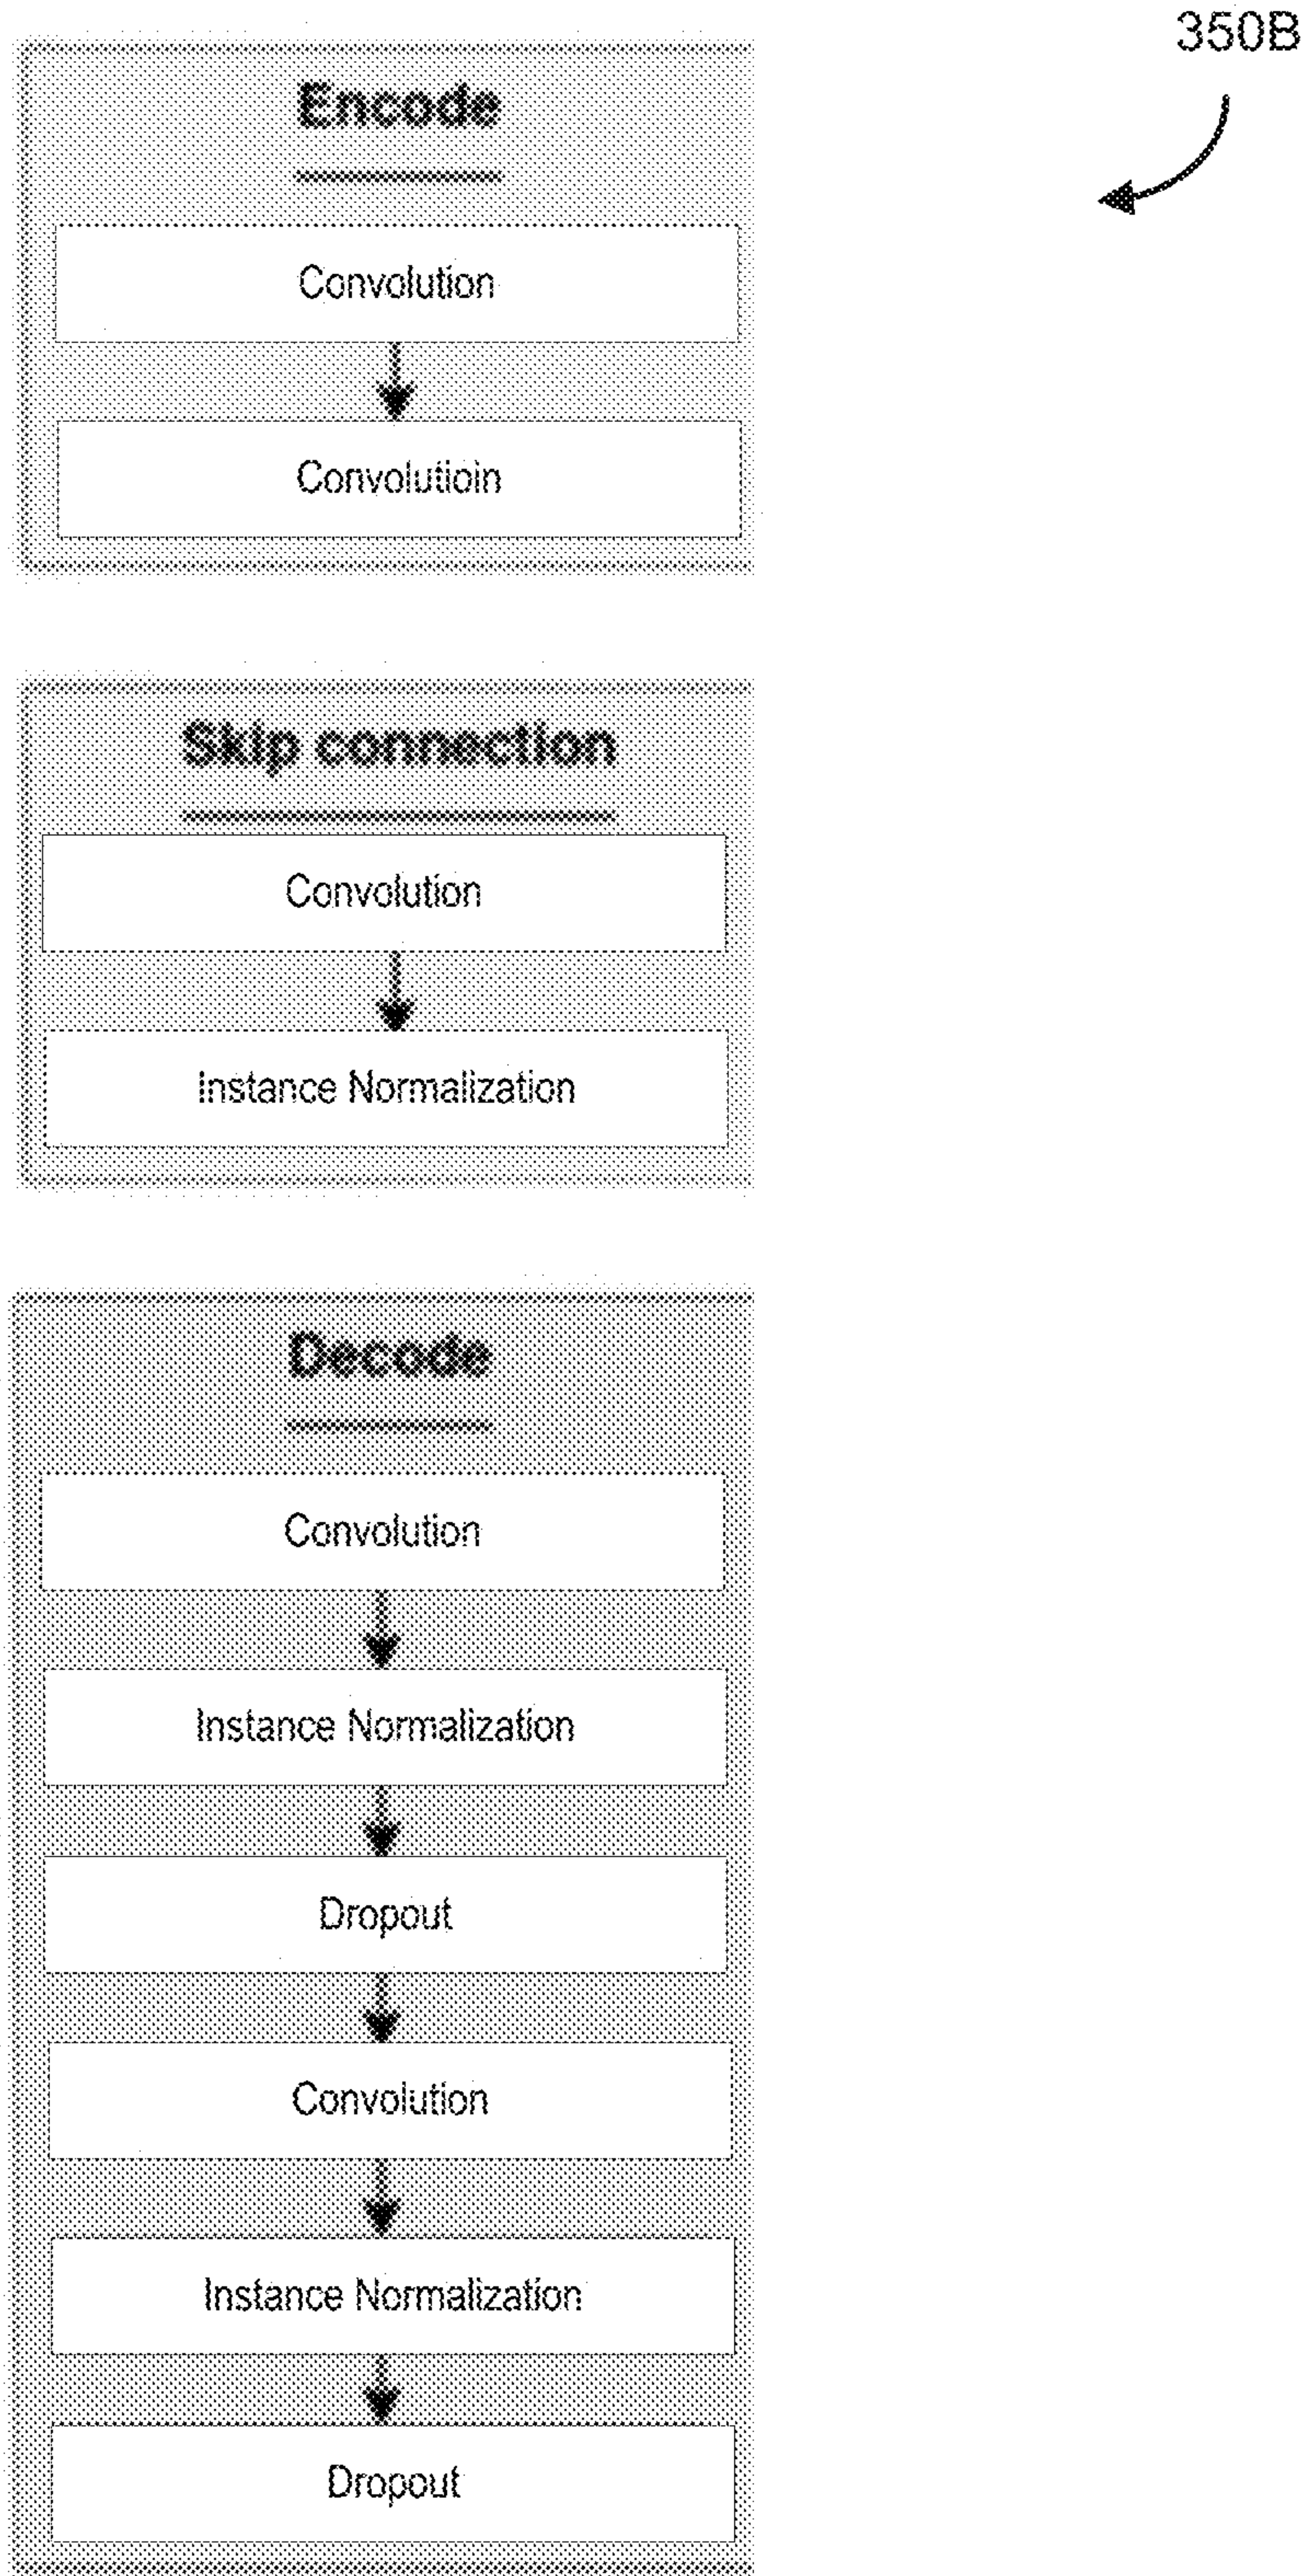 350B
Encode
Convolution
Convolutioin
Skip connection
Convolution
Instance Normalization
Decode
Convolution
Instance Normalization
Dropout
Convolution
Instance Normalization
Dropout